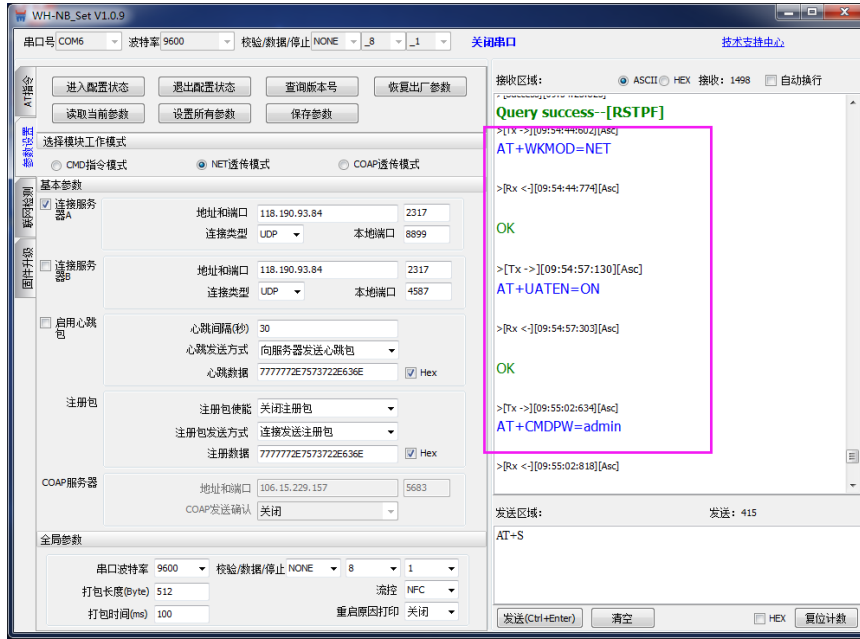 WH-NB_Set V1.0.9
串口号 COM6 波特率 9600 校验/数据/停止 NONE _8 _1 关闭串口 技术支持中心
AT指令
参数设置
联网检测
固件升级
进入配置状态 退出配置状态 查询版本号 恢复出厂参数
读取当前参数 设置所有参数 保存参数
选择模块工作模式
CMD指令模式 NET透传模式 COAP透传模式
基本参数
连接服务器A
地址和端口 118.190.93.84 2317
连接类型 UDP 本地端口 8899
连接服务器B
地址和端口 118.190.93.84 2317
连接类型 UDP 本地端口 4587
启用心跳包
心跳间隔(秒) 30
心跳发送方式 向服务器发送心跳包
心跳数据 7777772E7573722E636E Hex
注册包
注册包使能 关闭注册包
注册包发送方式 连接发送注册包
注册数据 7777772E7573722E636E Hex
COAP服务器
地址和端口 106.15.229.157 5683
COAP发送确认 关闭
全局参数
串口波特率 9600 校验/数据/停止 NONE 8 1
打包长度(Byte) 512 流控 NFC
打包时间(ms) 100 重启原因打印 关闭
接收区域: ASCII HEX 接收: 1498 自动换行
Query success--[RSTPF]
>[Tx ->][09:54:44:602][Asc]
AT+WKMOD=NET
>[Rx <-][09:54:44:774][Asc]
OK
>[Tx ->][09:54:57:130][Asc]
AT+UATEN=ON
>[Rx <-][09:54:57:303][Asc]
OK
>[Tx ->][09:55:02:634][Asc]
AT+CMDPW=admin
>[Rx <-][09:55:02:818][Asc]
发送区域: 发送: 415
AT+S
发送(Ctrl+Enter) 清空 HEX 复位计数